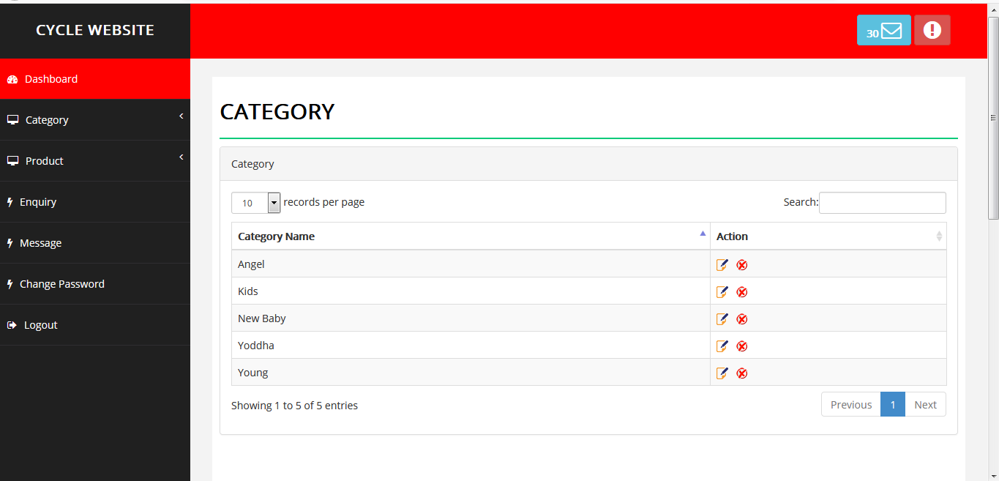 CYCLE WEBSITE
30
Dashboard
Category
Product
Enquiry
Message
Change Password
Logout
CATEGORY
Category
10 records per page
Search:
Category Name Action
Angel
Kids
New Baby
Yoddha
Young
Showing 1 to 5 of 5 entries
Previous 1 Next